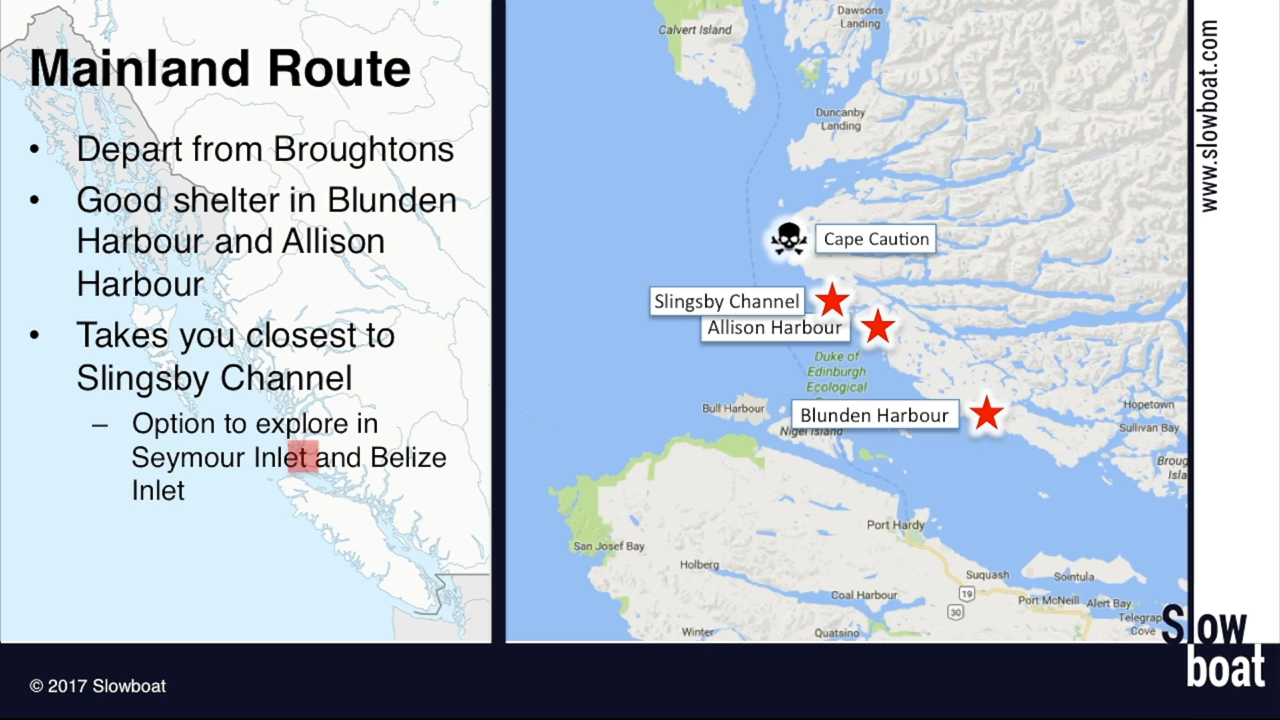 Mainland Route
• Depart from Broughtons
• Good shelter in Blunden
Harbour and Allison
Harbour
• Takes you closest to
Slingsby Channel
– Option to explore in
Seymour Inlet and Belize
Inlet
Calvert Island
Dawsons
Landing
Duncanby
Landing
Cape Caution
Slingsby Channel
Allison Harbour
Duke of
Edinburgh
Ecological
Bull Harbour
Blunden Harbour
Nigei Island
Hopetown
Sullivan Bay
Broug
Isla
Port Hardy
San Josef Bay
Holberg
Suquash
Sointula
19
Coal Harbour
Port McNeill
Alert Bay
30
Telegrap
Cove
Winter
Quatsino
www.slowboat.com
Slow
boat
© 2017 Slowboat